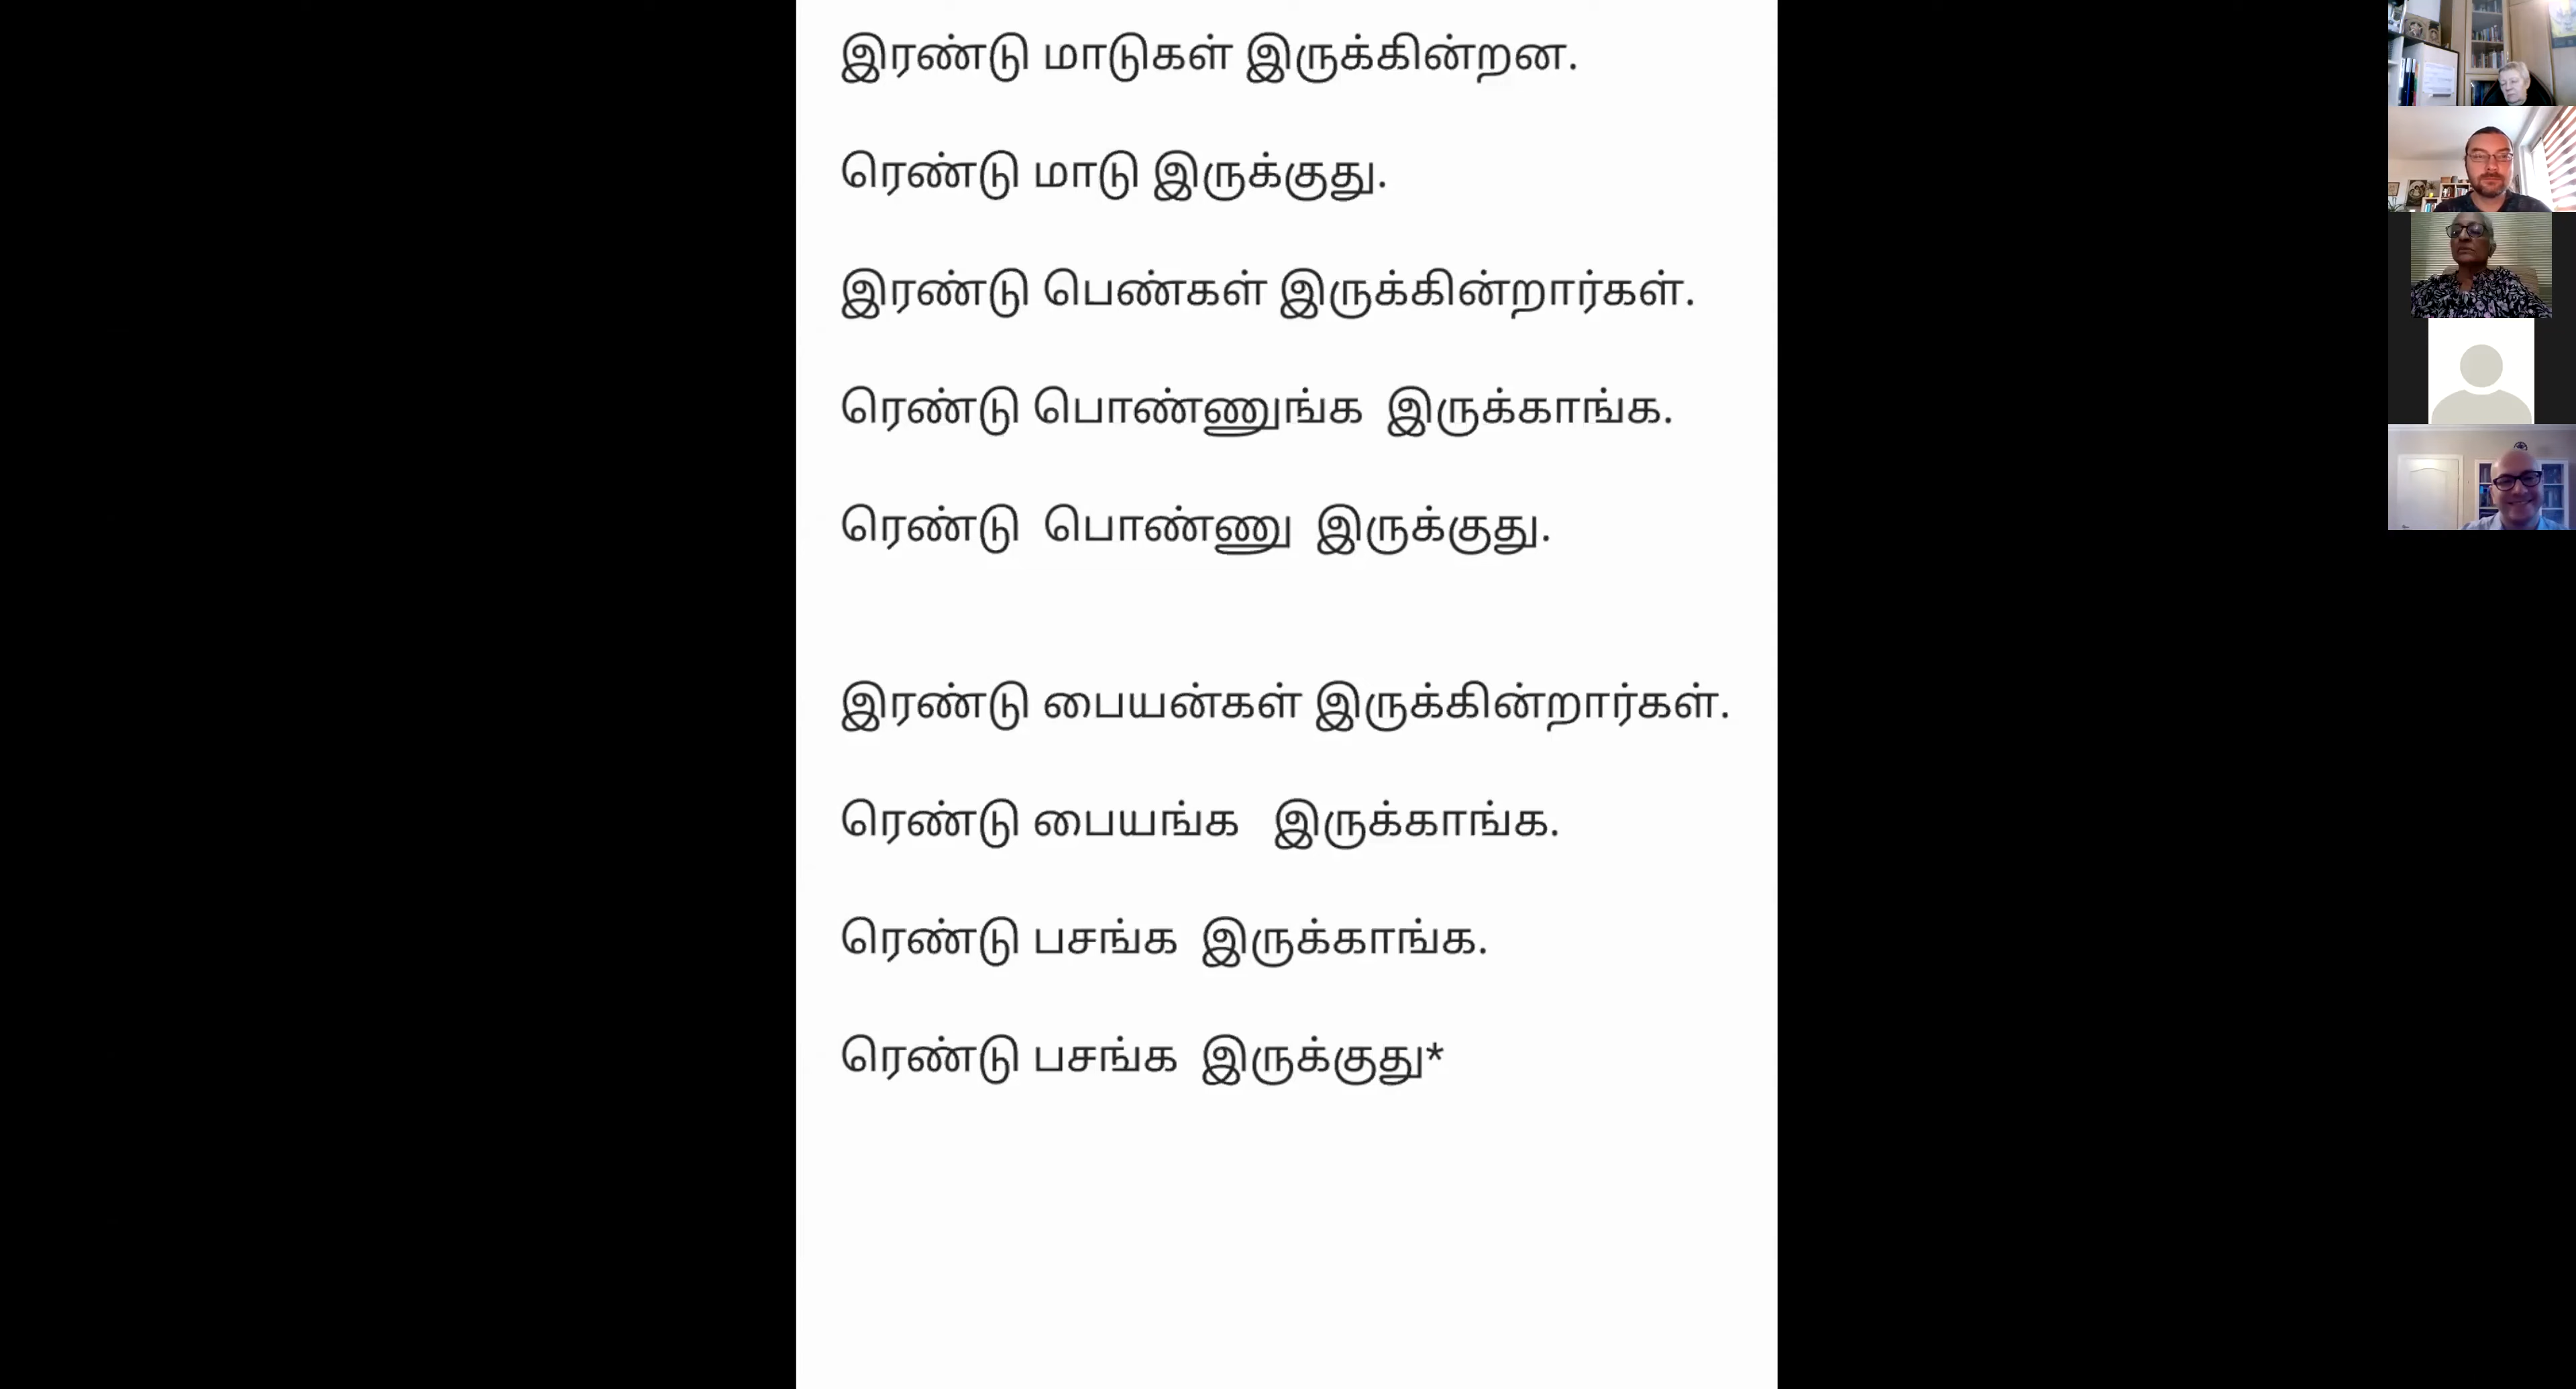 இரண்டு மாடுகள் இருக்கின்றன.
ரெண்டு மாடு இருக்குது.
இரண்டு பெண்கள் இருக்கின்றார்கள்.
ரெண்டு பொண்ணுங்க இருக்காங்க.
ரெண்டு பொண்ணு இருக்குது.
இரண்டு பையன்கள் இருக்கின்றார்கள்.
ரெண்டு பையங்க இருக்காங்க.
ரெண்டு பசங்க இருக்காங்க.
ரெண்டு பசங்க இருக்குது*